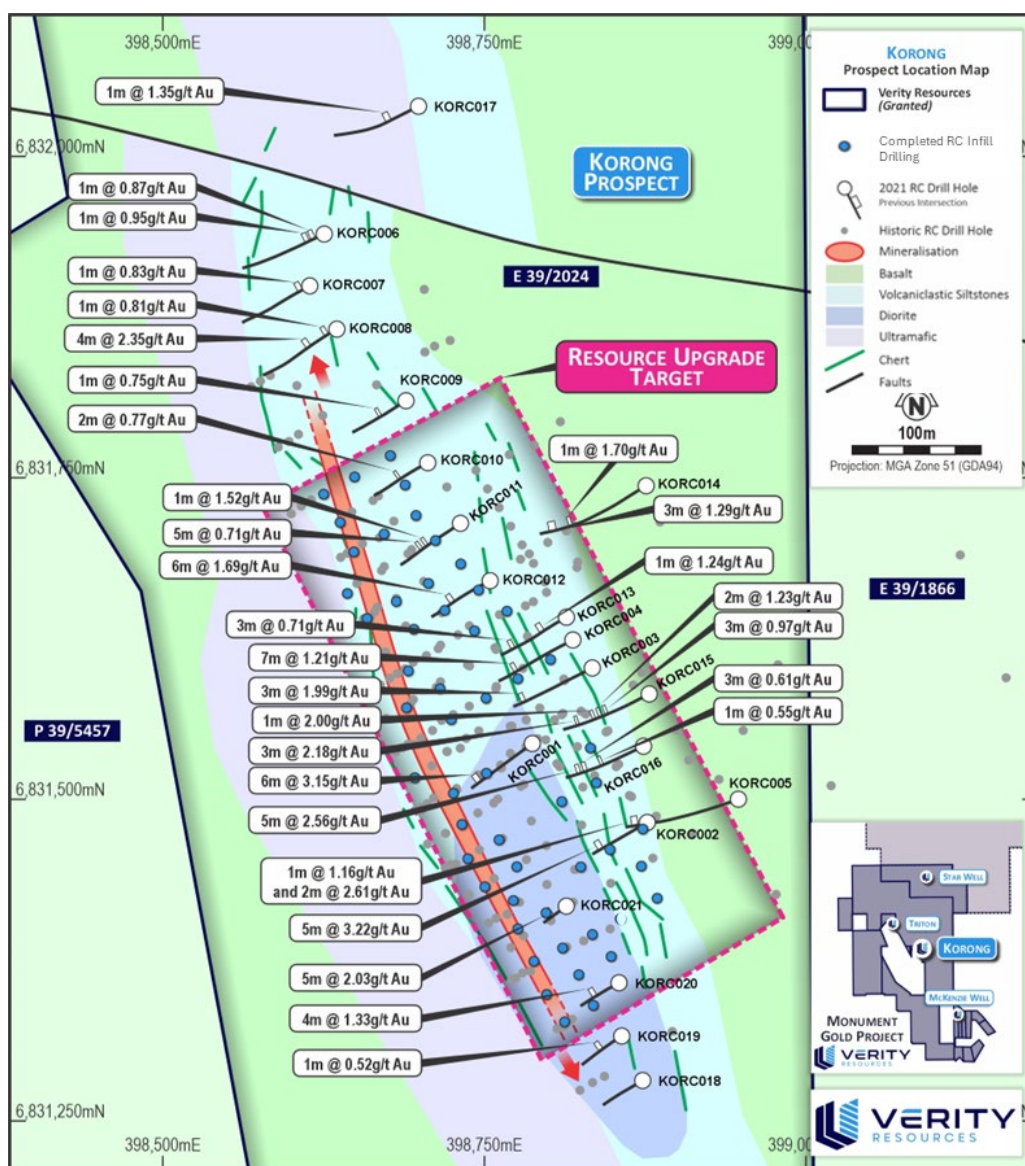 398,500mE
398,750mE
399,00
KORONG
Prospect Location Map
Verity Resources
(Granted)
Completed RC Infill
Drilling
2021 RC Drill Hole
Previous Intersection
Historic RC Drill Hole
Mineralisation
Basalt
Volcaniclastic Siltstones
Diorite
Ultramafic
Chert
Faults
N
100m
Projection: MGA Zone 51 (GDA94)
1m @ 1.35g/t Au
KORC017
6,832,000mN
KORONG
PROSPECT
1m @ 0.87g/t Au
1m @ 0.95g/t Au
KORC006
E 39/2024
1m @ 0.83g/t Au
KORC007
1m @ 0.81g/t Au
KORC008
4m @ 2.35g/t Au
RESOURCE UPGRADE
TARGET
1m @ 0.75g/t Au
KORC009
2m @ 0.77g/t Au
KORC010
1m @ 1.70g/t Au
6,831,750mN
KORC014
1m @ 1.52g/t Au
KORC011
3m @ 1.29g/t Au
5m @ 0.71g/t Au
6m @ 1.69g/t Au
KORC012
1m @ 1.24g/t Au
E 39/1866
2m @ 1.23g/t Au
3m @ 0.71g/t Au
KORC013
KORC004
3m @ 0.97g/t Au
7m @ 1.21g/t Au
KORC003
3m @ 0.61g/t Au
3m @ 1.99g/t Au
KORC015
1m @ 2.00g/t Au
1m @ 0.55g/t Au
P 39/5457
3m @ 2.18g/t Au
KORC001
6m @ 3.15g/t Au
KORC016
KORC005
6,831,500mN
5m @ 2.56g/t Au
KORC002
1m @ 1.16g/t Au
and 2m @ 2.61g/t Au
KORC021
5m @ 3.22g/t Au
5m @ 2.03g/t Au
KORC020
4m @ 1.33g/t Au
KORC019
1m @ 0.52g/t Au
KORC018
6,831,250mN
398,500mE
398,750mE
399,00
STAR WELL
TRITON
KORONG
MCKENZIE WELL
MONUMENT
GOLD PROJECT
VERITY
RESOURCES
VERITY
RESOURCES